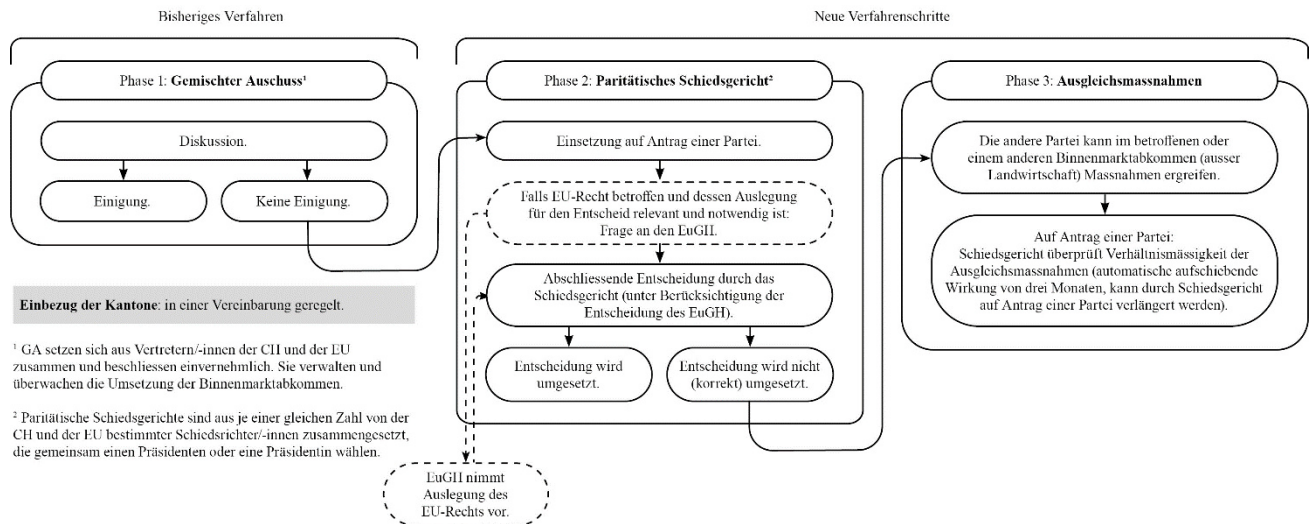 Bisheriges Verfahren
Neue Verfahrenschritte
Phase 1: Gemischter Auschuss¹
Diskussion.
Einigung.
Keine Einigung.
Einbezug der Kantone: in einer Vereinbarung geregelt.
¹ GA setzen sich aus Vertretern/-innen der CH und der EU
zusammen und beschliessen einvernehmlich. Sie verwalten und
überwachen die Umsetzung der Binnenmarktabkommen.
² Paritätische Schiedsgerichte sind aus je einer gleichen Zahl von der
CH und der EU bestimmter Schiedsrichter/-innen zusammengesetzt,
die gemeinsam einen Präsidenten oder eine Präsidentin wählen.
Phase 2: Paritätisches Schiedsgericht²
Einsetzung auf Antrag einer Partei.
Falls EU-Recht betroffen und dessen Auslegung
für den Entscheid relevant und notwendig ist:
Frage an den EuGH.
Abschliessende Entscheidung durch das
Schiedsgericht (unter Berücksichtigung der
Entscheidung des EuGH).
Entscheidung wird
umgesetzt.
Entscheidung wird nicht
(korrekt) umgesetzt.
EuGH nimmt
Auslegung des
EU-Rechts vor.
Phase 3: Ausgleichsmassnahmen
Die andere Partei kann im betroffenen oder
einem anderen Binnenmarktabkommen (ausser
Landwirtschaft) Massnahmen ergreifen.
Auf Antrag einer Partei:
Schiedsgericht überprüft Verhältnismässigkeit der
Ausgleichsmassnahmen (automatische aufschiebende
Wirkung von drei Monaten, kann durch Schiedsgericht
auf Antrag einer Partei verlängert werden).